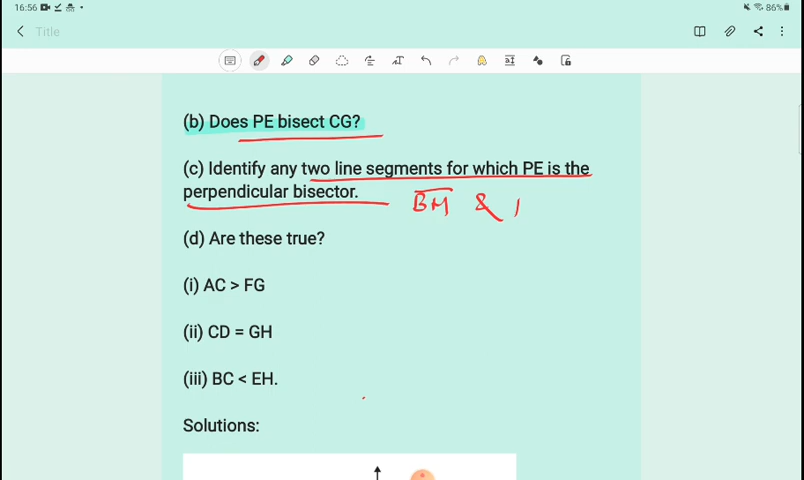 16:56 86%
Title
(b) Does PE bisect CG?
(c) Identify any two line segments for which PE is the
perpendicular bisector.
BM &
(d) Are these true?
(i) AC > FG
(ii) CD = GH
(iii) BC < EH.
Solutions: